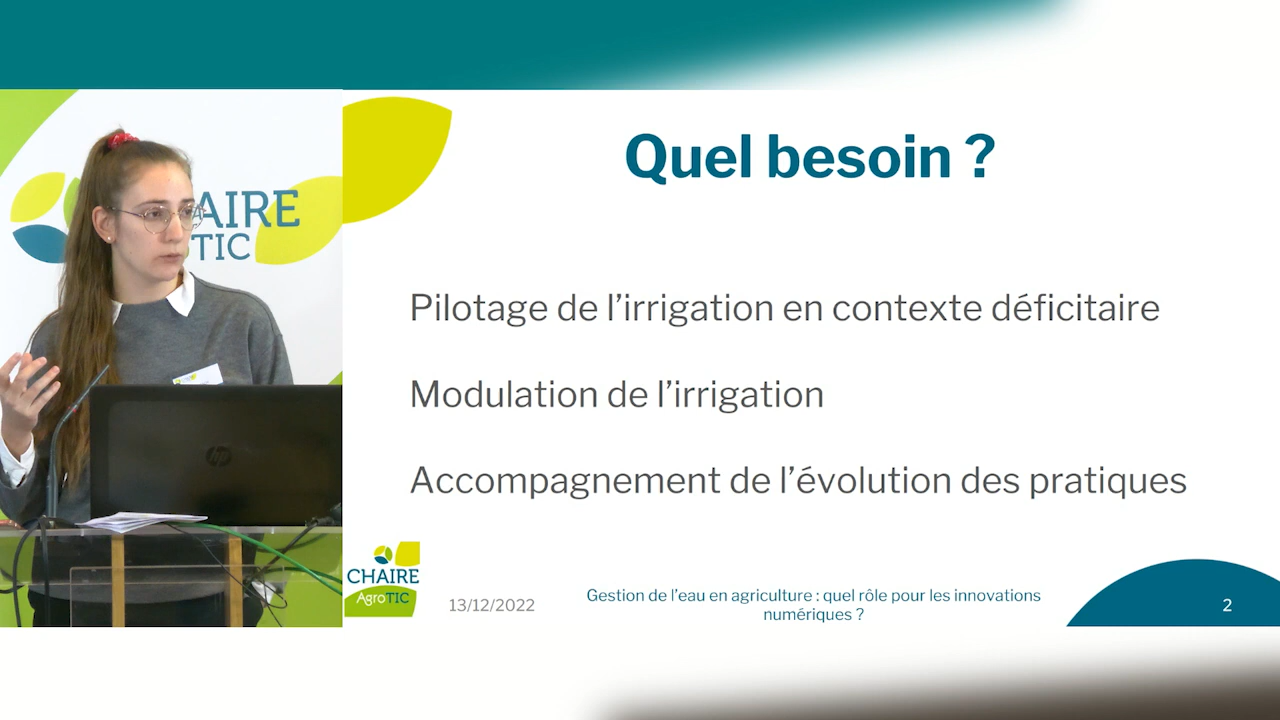 AIRE
TIC
hp
Quel besoin ?
Pilotage de l’irrigation en contexte déficitaire
Modulation de l’irrigation
Accompagnement de l’évolution des pratiques
CHAIRE
AgroTIC
13/12/2022
Gestion de l’eau en agriculture : quel rôle pour les innovations
numériques ?
2